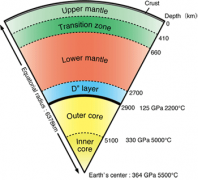 Crust
Upper mantle
Depth (km)
0
Transition zone
410
660
Lower mantle
Equatorial radius 6378km
2700
D" layer
2900 125 GPa 2200°C
Outer core
5100 330 GPa 5000°C
Inner
core
Earth's center : 364 GPa 5500°C